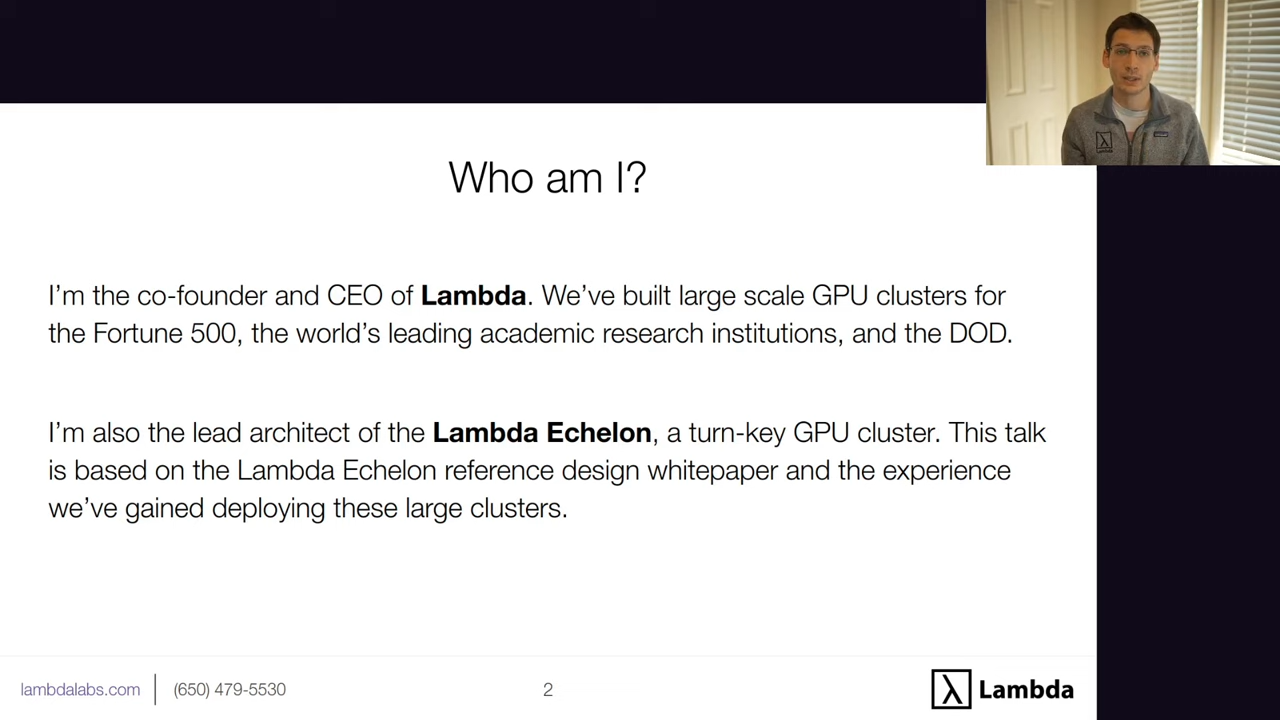 Who am I?
I’m the co-founder and CEO of Lambda. We’ve built large scale GPU clusters for
the Fortune 500, the world’s leading academic research institutions, and the DOD.
I’m also the lead architect of the Lambda Echelon, a turn-key GPU cluster. This talk
is based on the Lambda Echelon reference design whitepaper and the experience
we’ve gained deploying these large clusters.
lambdalabs.com | (650) 479-5530
2
λ Lambda
λ
Lambda